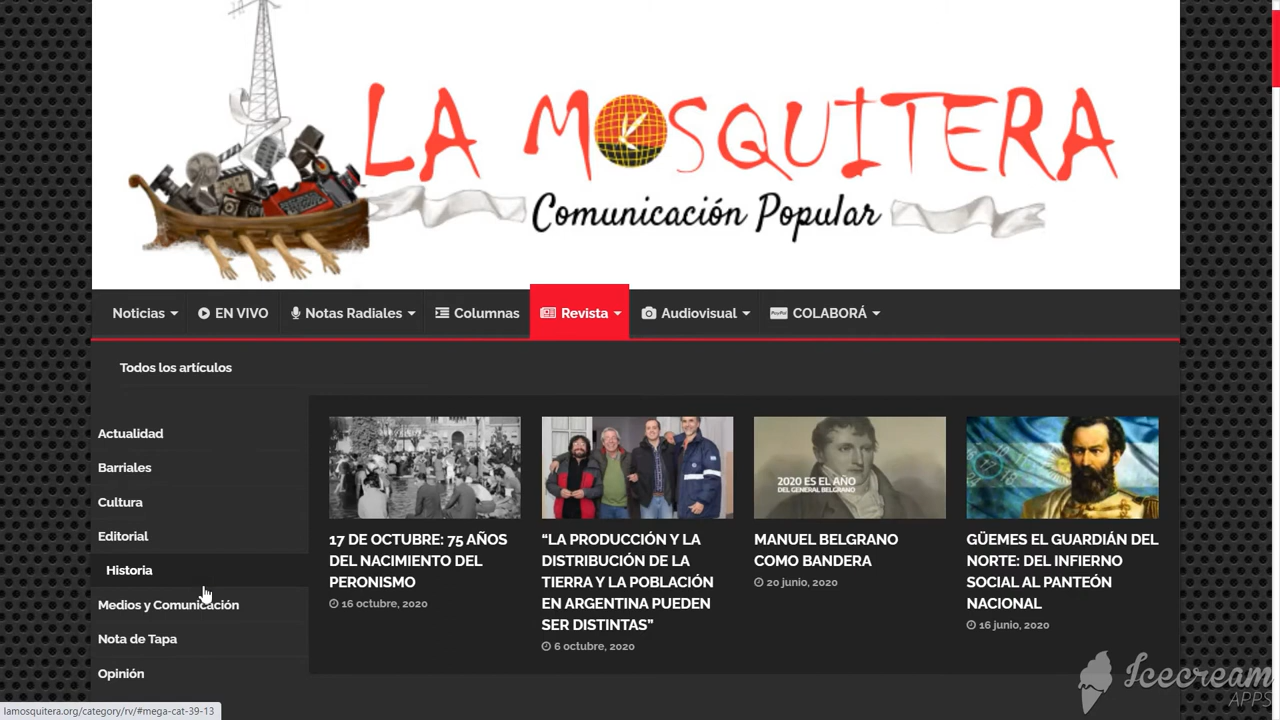 LA MOSQUITERA
Comunicación Popular
Noticias
EN VIVO
Notas Radiales
Columnas
Revista
Audiovisual
COLABORÁ
Todos los artículos
Actualidad
Barriales
Cultura
Editorial
Historia
Medios y Comunicación
Nota de Tapa
Opinión
17 DE OCTUBRE: 75 AÑOS
DEL NACIMIENTO DEL
PERONISMO
16 octubre, 2020
“LA PRODUCCIÓN Y LA
DISTRIBUCIÓN DE LA
TIERRA Y LA POBLACIÓN
EN ARGENTINA PUEDEN
SER DISTINTAS”
6 octubre, 2020
2020 ES EL AÑO
DEL GENERAL BELGRANO
MANUEL BELGRANO
COMO BANDERA
20 junio, 2020
GÜEMES EL GUARDIÁN DEL
NORTE: DEL INFIERNO
SOCIAL AL PANTEÓN
NACIONAL
16 junio, 2020
lamosquitera.org/category/rv/#mega-cat-39-13
Icecream
APPS